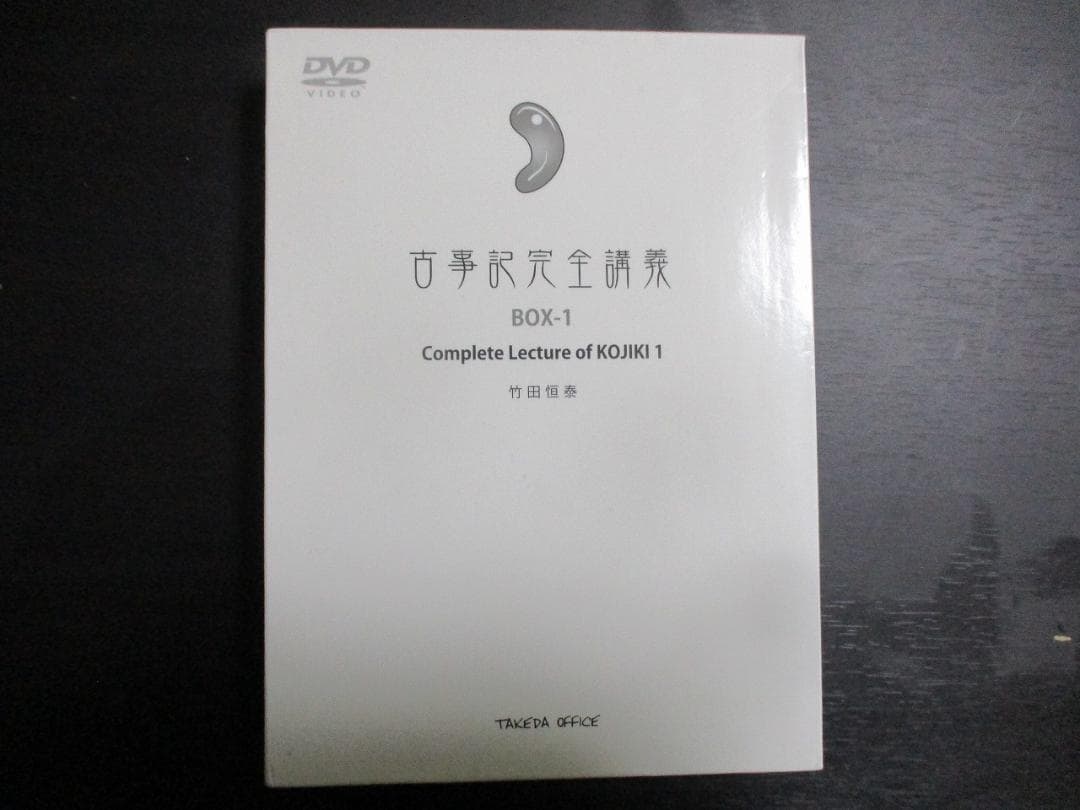 DVD
VIDEO
古事記完全講義
BOX-1
Complete Lecture of KOJIKI 1
竹田恒泰
TAKEDA OFFICE